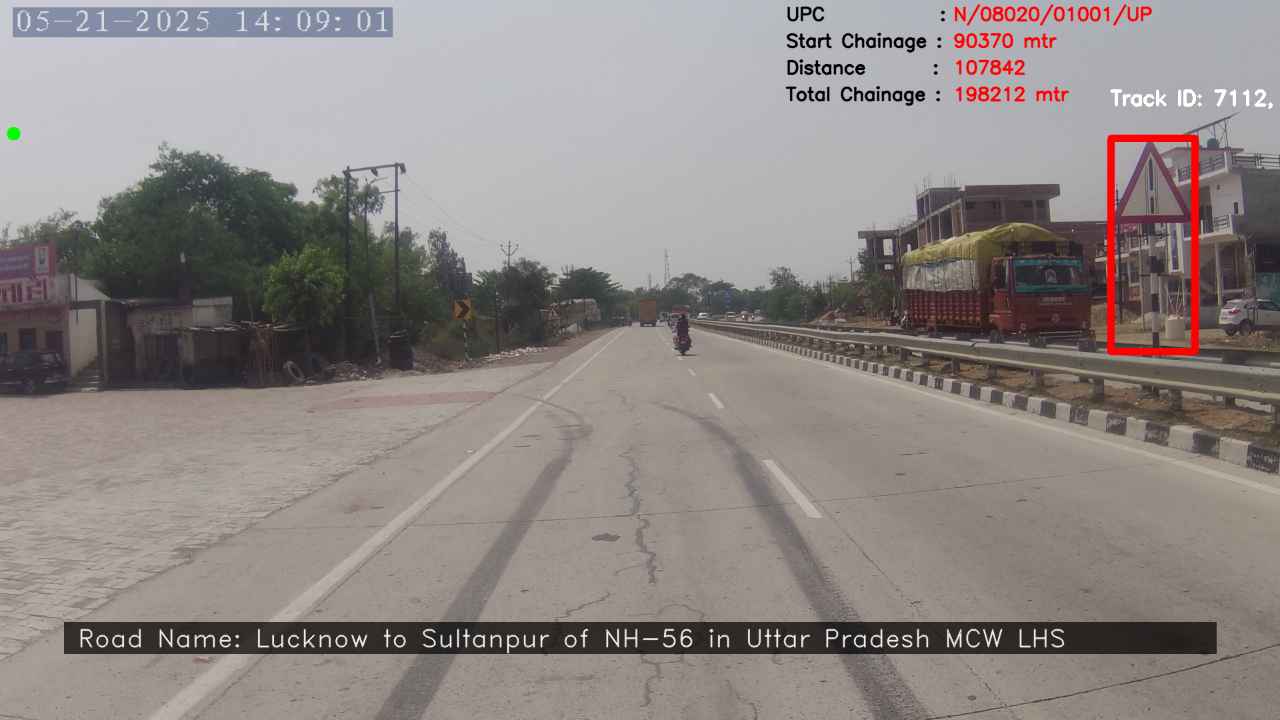 05-21-2025 14:09:01
UPC : N/08020/01001/UP
Start Chainage : 90370 mtr
Distance : 107842
Total Chainage : 198212 mtr
Track ID: 7112,
Road Name: Lucknow to Sultanpur of NH-56 in Uttar Pradesh MCW LHS